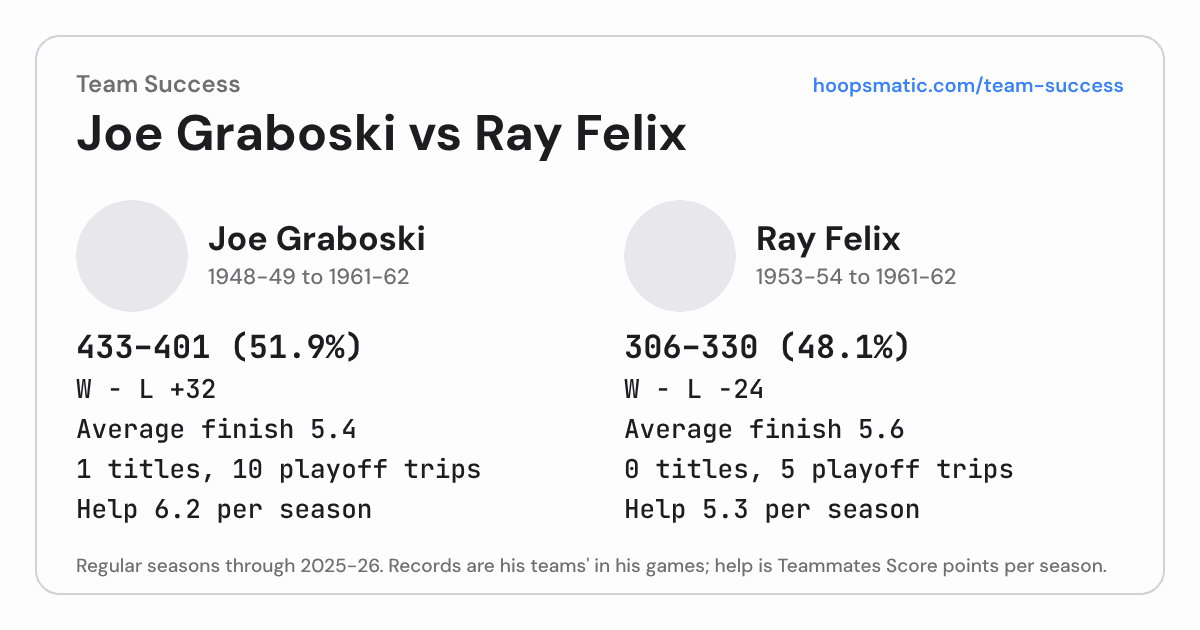 Team Success
hoopsmatic.com/team-success
Joe Graboski vs Ray Felix
Joe Graboski
1948-49 to 1961-62
433-401 (51.9%)
W - L +32
Average finish 5.4
1 titles, 10 playoff trips
Help 6.2 per season
Ray Felix
1953-54 to 1961-62
306-330 (48.1%)
W - L -24
Average finish 5.6
0 titles, 5 playoff trips
Help 5.3 per season
Regular seasons through 2025-26. Records are his teams' in his games; help is Teammates Score points per season.